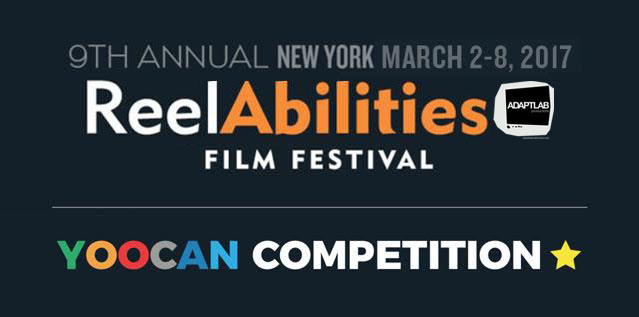 9TH ANNUAL NEW YORK MARCH 2-8, 2017
ReelAbilities
ADAPTLAB
FILM FESTIVAL
YOOCAN COMPETITION